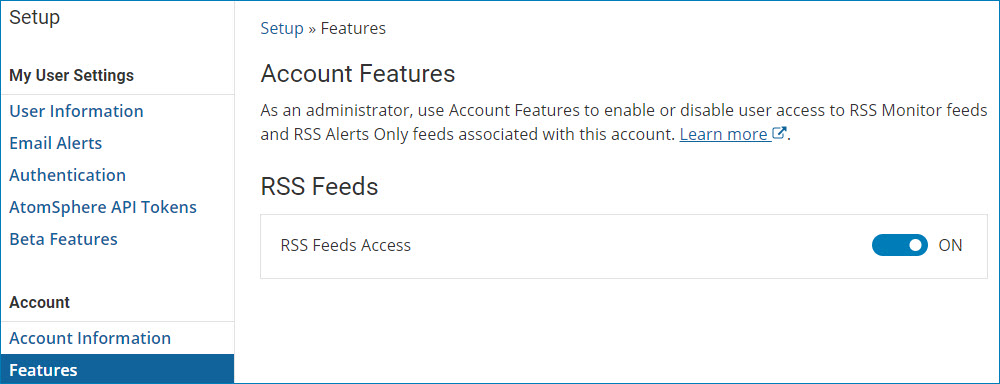 Setup
My User Settings
User Information
Email Alerts
Authentication
AtomSphere API Tokens
Beta Features
Account
Account Information
Features
Setup » Features
Account Features
As an administrator, use Account Features to enable or disable user access to RSS Monitor feeds
and RSS Alerts Only feeds associated with this account. Learn more.
RSS Feeds
RSS Feeds Access ON